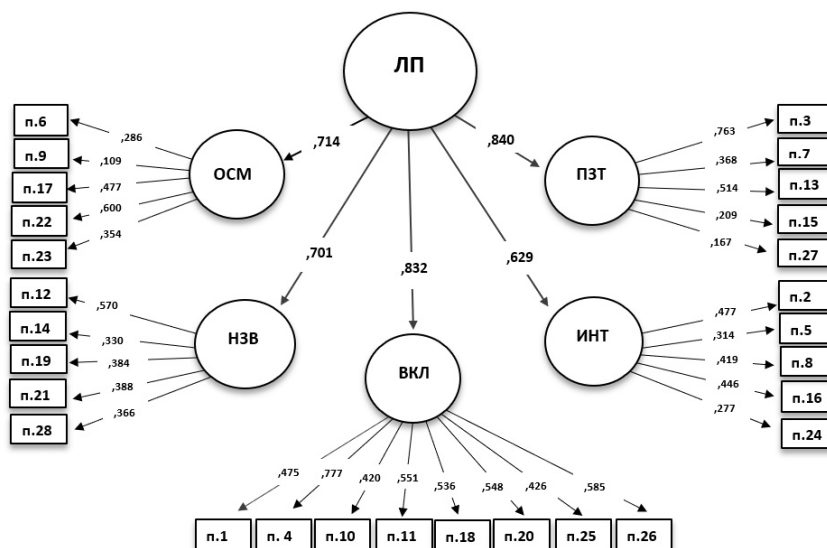 ЛП
,714
,840
,701
,832
,629
ОСМ
п.6
п.9
п.17
п.22
п.23
,286
,109
,477
,600
,354
ПЗТ
,763
,368
,514
,209
,167
п.3
п.7
п.13
п.15
п.27
НЗВ
п.12
п.14
п.19
п.21
п.28
,570
,330
,384
,388
,366
ИНТ
,477
,314
,419
,446
,277
п.2
п.5
п.8
п.16
п.24
ВКЛ
,475
,777
,420
,551
,536
,548
,426
,585
п.1
п. 4
п.10
п.11
п.18
п.20
п.25
п.26